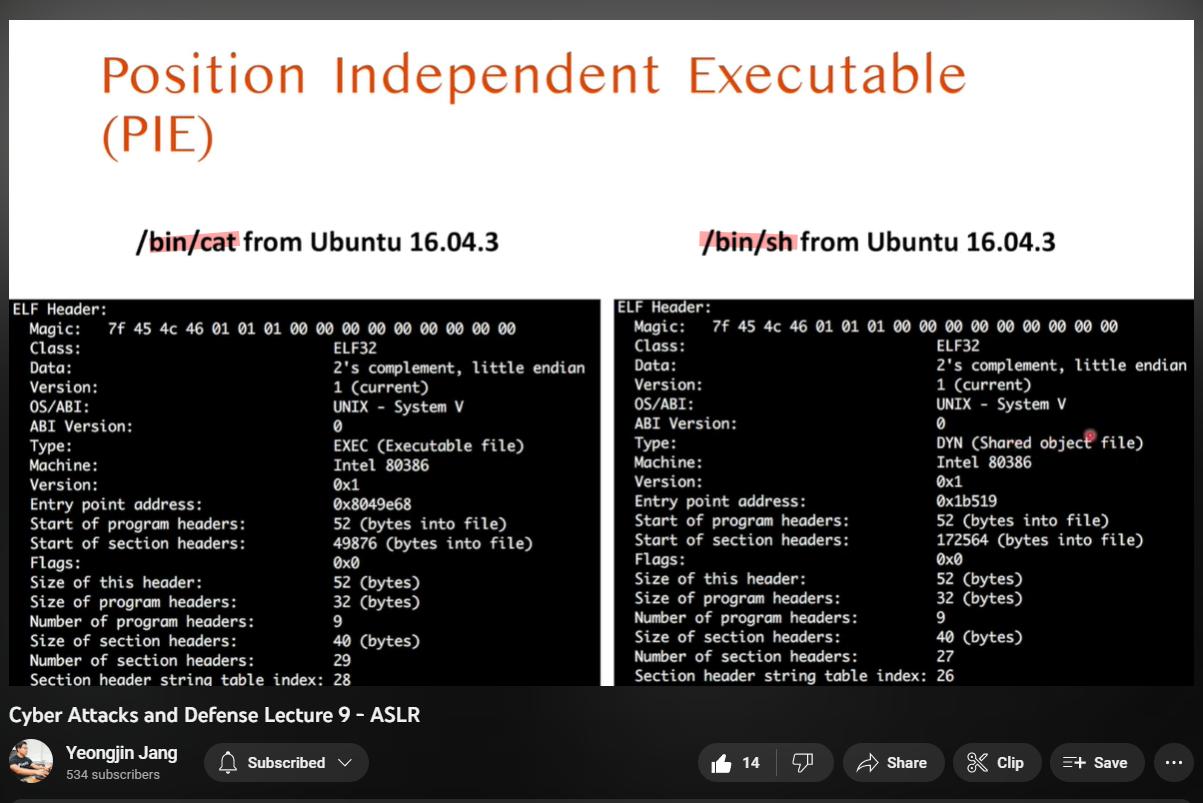 Position Independent Executable
(PIE)
/bin/cat from Ubuntu 16.04.3
ELF Header:
Magic: 7f 45 4c 46 01 01 01 00 00 00 00 00 00 00 00 00
Class: ELF32
Data: 2's complement, little endian
Version: 1 (current)
OS/ABI: UNIX - System V
ABI Version: 0
Type: EXEC (Executable file)
Machine: Intel 80386
Version: 0x1
Entry point address: 0x8049e68
Start of program headers: 52 (bytes into file)
Start of section headers: 49876 (bytes into file)
Flags: 0x0
Size of this header: 52 (bytes)
Size of program headers: 32 (bytes)
Number of program headers: 9
Size of section headers: 40 (bytes)
Number of section headers: 29
Section header string table index: 28
/bin/sh from Ubuntu 16.04.3
ELF Header:
Magic: 7f 45 4c 46 01 01 01 00 00 00 00 00 00 00 00 00
Class: ELF32
Data: 2's complement, little endian
Version: 1 (current)
OS/ABI: UNIX - System V
ABI Version: 0
Type: DYN (Shared object file)
Machine: Intel 80386
Version: 0x1
Entry point address: 0x1b519
Start of program headers: 52 (bytes into file)
Start of section headers: 172564 (bytes into file)
Flags: 0x0
Size of this header: 52 (bytes)
Size of program headers: 32 (bytes)
Number of program headers: 9
Size of section headers: 40 (bytes)
Number of section headers: 27
Section header string table index: 26
Cyber Attacks and Defense Lecture 9 - ASLR
Yeongjin Jang
534 subscribers
Subscribed
14
Share
Clip
Save